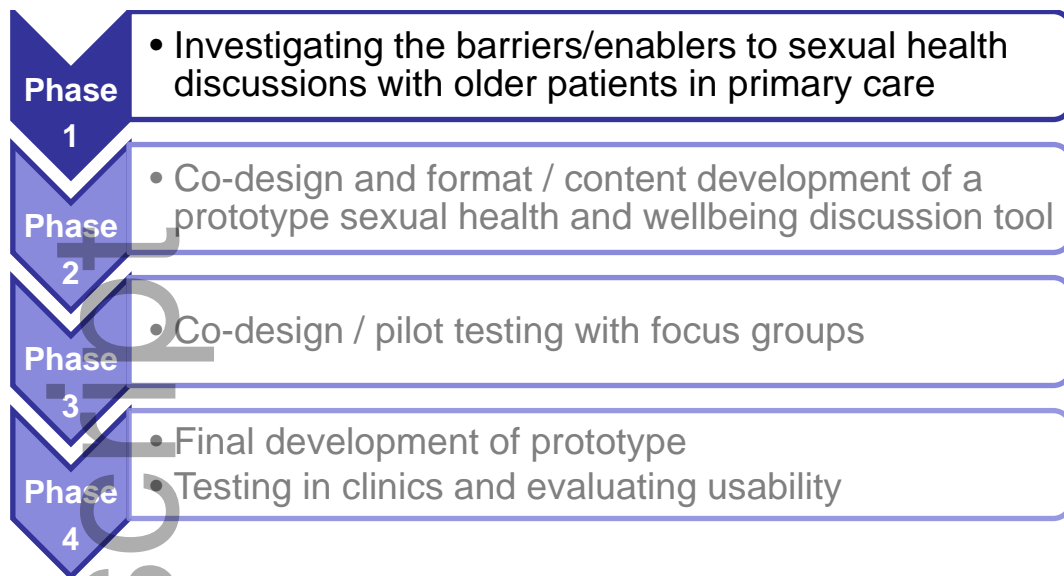 Phase
1
• Investigating the barriers/enablers to sexual health
discussions with older patients in primary care
Phase
2
• Co-design and format / content development of a
prototype sexual health and wellbeing discussion tool
Phase
3
• Co-design / pilot testing with focus groups
Phase
4
• Final development of prototype
• Testing in clinics and evaluating usability
script